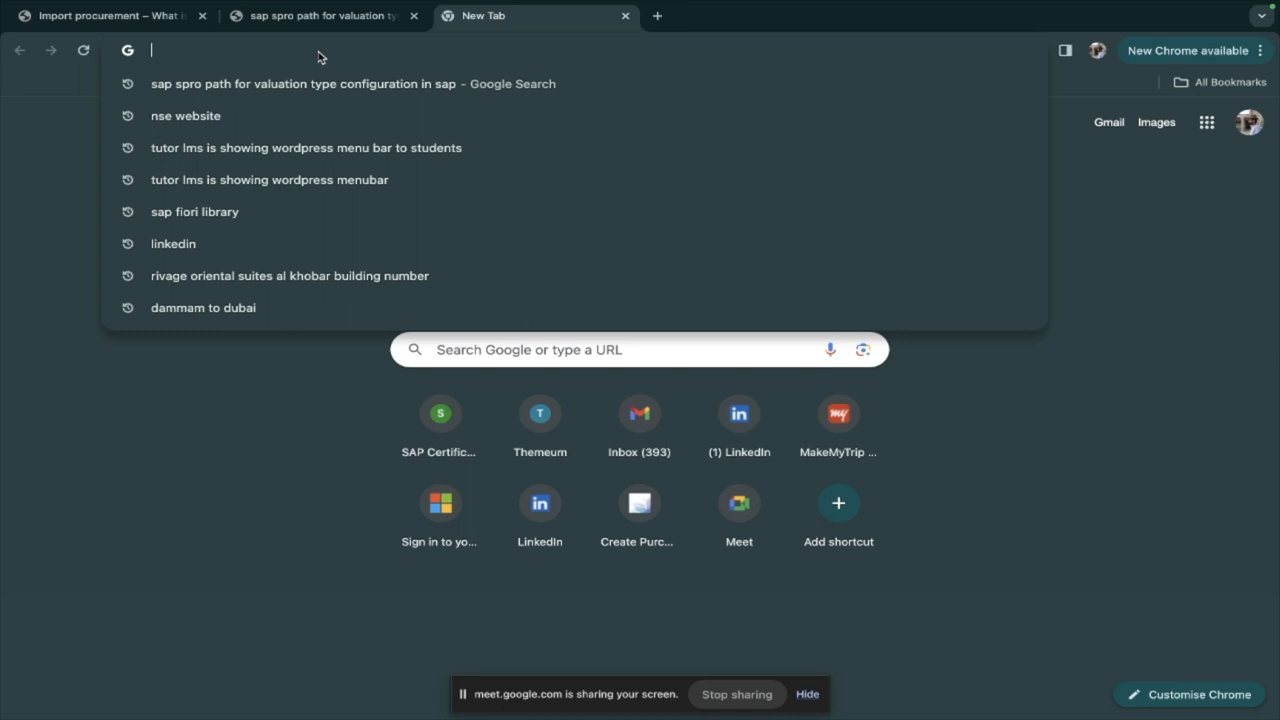 Import procurement – What is
sap spro path for valuation ty
New Tab
New Chrome available
sap spro path for valuation type configuration in sap - Google Search
All Bookmarks
nse website
Gmail
Images
tutor lms is showing wordpress menu bar to students
tutor lms is showing wordpress menubar
sap fiori library
linkedin
rivage oriental suites al khobar building number
dammam to dubai
Search Google or type a URL
S
T
in
my
SAP Certific...
Themeum
Inbox (393)
(1) LinkedIn
MakeMyTrip ...
in
Sign in to yo...
LinkedIn
Create Purc...
Meet
Add shortcut
meet.google.com is sharing your screen.
Stop sharing
Hide
Customise Chrome